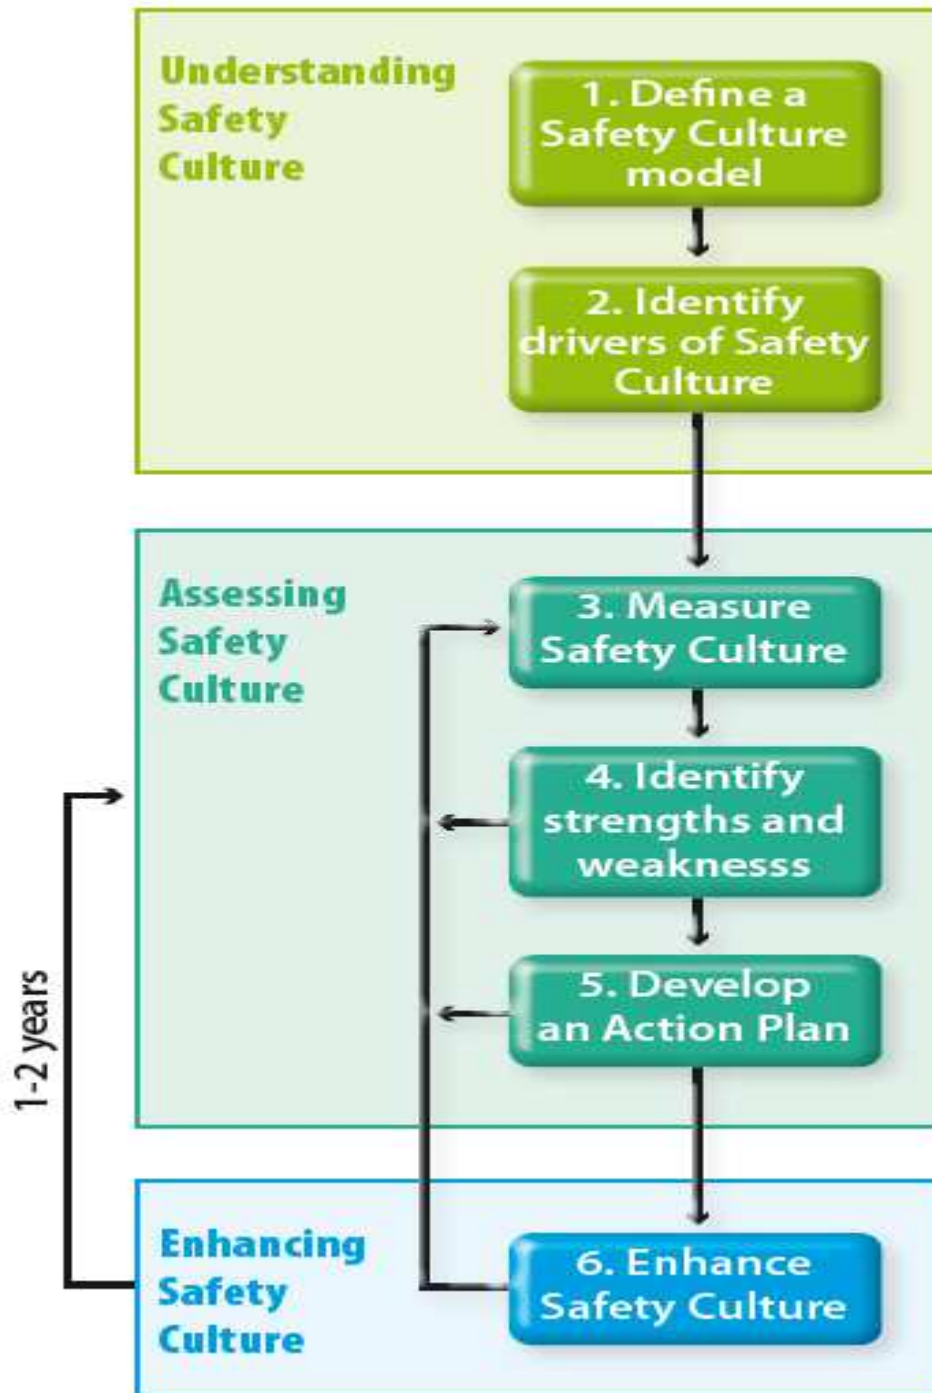 Understanding
Safety
Culture
1. Define a
Safety Culture
model
2. Identify
drivers of Safety
Culture
Assessing
Safety
Culture
3. Measure
Safety Culture
4. Identify
strengths and
weaknesss
5. Develop
an Action Plan
1-2 years
Enhancing
Safety
Culture
6. Enhance
Safety Culture